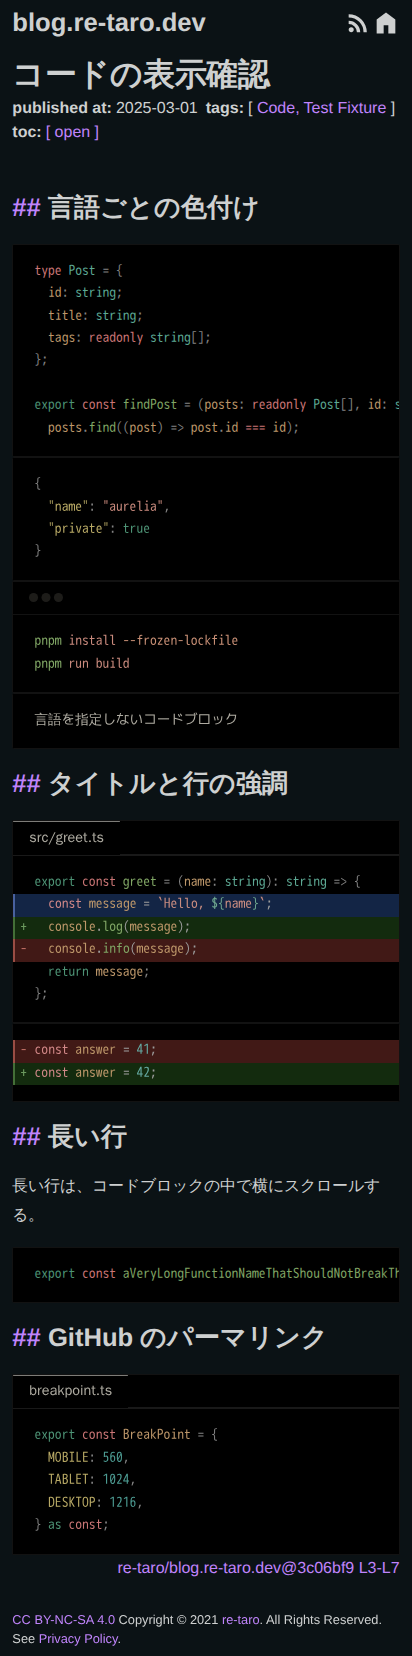 blog.re-taro.dev
コードの表示確認
published at: 2025-03-01 tags: [ Code, Test Fixture ]
toc: [ open ]
## 言語ごとの色付け
type Post = {
  id: string;
  title: string;
  tags: readonly string[];
};
export const findPost = (posts: readonly Post[], id: s
  posts.find((post) => post.id === id);
{
  "name": "aurelia",
  "private": true
}
pnpm install --frozen-lockfile
pnpm run build
言語を指定しないコードブロック
## タイトルと行の強調
src/greet.ts
export const greet = (name: string): string => {
  const message = `Hello, ${name}`;
+ console.log(message);
- console.info(message);
  return message;
};
- const answer = 41;
+ const answer = 42;
## 長い行
長い行は、コードブロックの中で横にスクロールす
る。
export const aVeryLongFunctionNameThatShouldNotBreakTh
## GitHub のパーマリンク
breakpoint.ts
export const BreakPoint = {
  MOBILE: 560,
  TABLET: 1024,
  DESKTOP: 1216,
} as const;
re-taro/blog.re-taro.dev@3c06bf9 L3-L7
CC BY-NC-SA 4.0 Copyright © 2021 re-taro. All Rights Reserved.
See Privacy Policy.